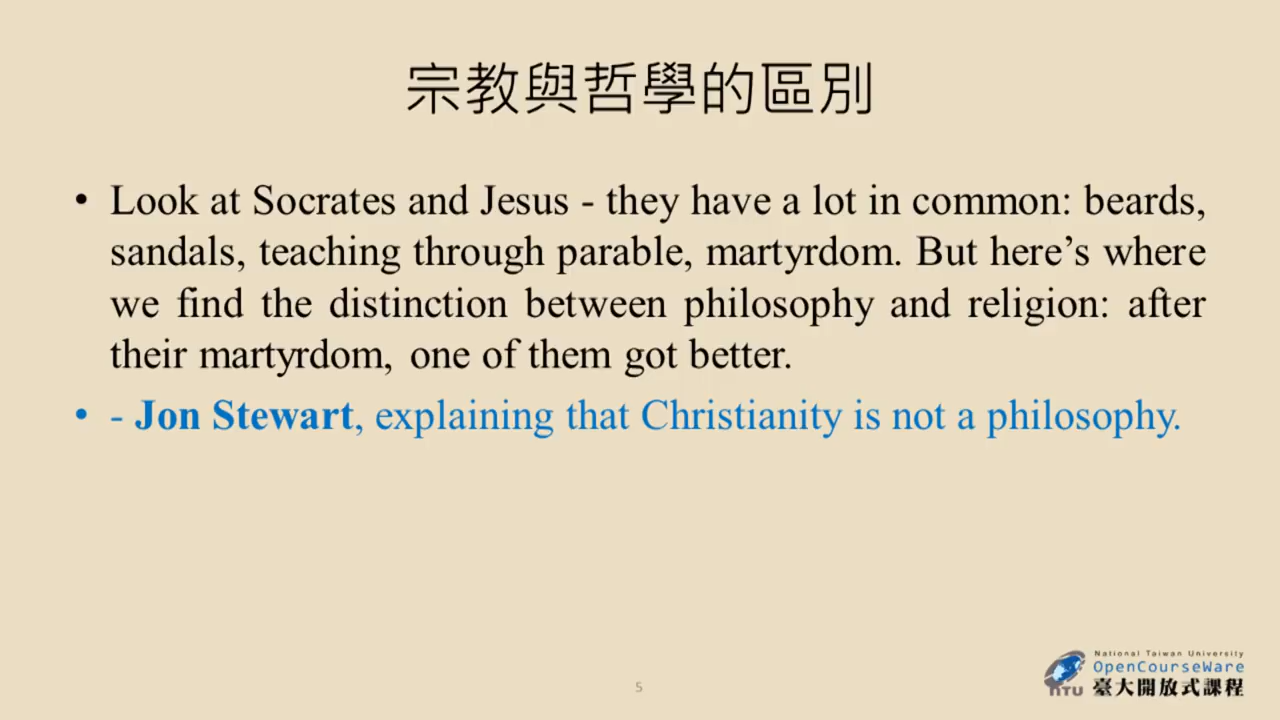 宗教與哲學的區別
• Look at Socrates and Jesus - they have a lot in common: beards,
sandals, teaching through parable, martyrdom. But here’s where
we find the distinction between philosophy and religion: after
their martyrdom, one of them got better.
• - Jon Stewart, explaining that Christianity is not a philosophy.
5
National Taiwan University
OpenCourseWare
NTU 臺大開放式課程